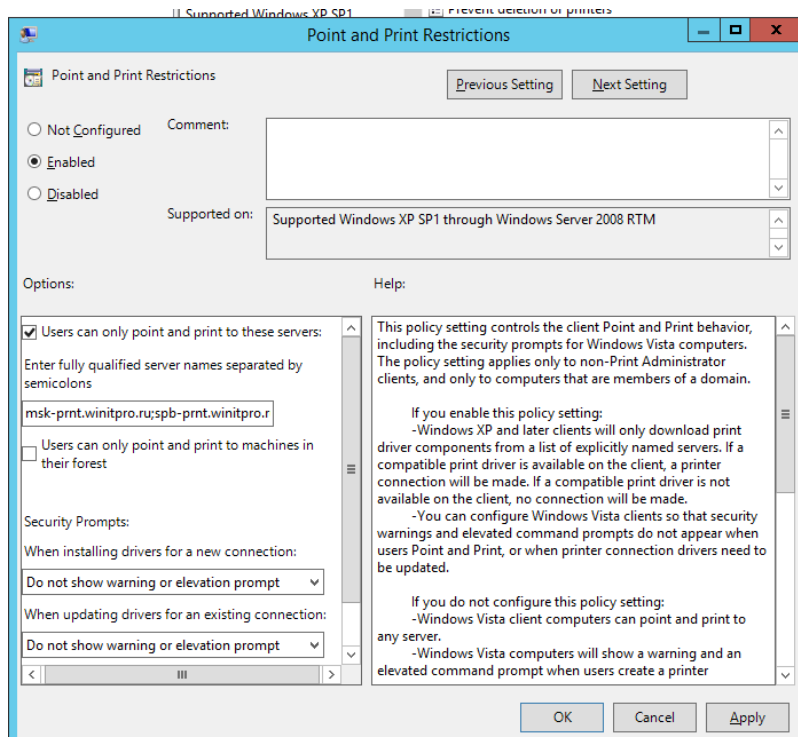 Supported Windows XP SP1
Prevent deletion of printers
Point and Print Restrictions
Point and Print Restrictions
Previous Setting
Next Setting
Not Configured
Comment:
Enabled
Disabled
Supported on:
Supported Windows XP SP1 through Windows Server 2008 RTM
Options:
Help:
Users can only point and print to these servers:
Enter fully qualified server names separated by
semicolons
msk-prnt.winitpro.ru;spb-prnt.winitpro.r
Users can only point and print to machines in
their forest
Security Prompts:
When installing drivers for a new connection:
Do not show warning or elevation prompt
When updating drivers for an existing connection:
Do not show warning or elevation prompt
This policy setting controls the client Point and Print behavior,
including the security prompts for Windows Vista computers.
The policy setting applies only to non-Print Administrator
clients, and only to computers that are members of a domain.
If you enable this policy setting:
-Windows XP and later clients will only download print
driver components from a list of explicitly named servers. If a
compatible print driver is available on the client, a printer
connection will be made. If a compatible print driver is not
available on the client, no connection will be made.
-You can configure Windows Vista clients so that security
warnings and elevated command prompts do not appear when
users Point and Print, or when printer connection drivers need to
be updated.
If you do not configure this policy setting:
-Windows Vista client computers can point and print to
any server.
-Windows Vista computers will show a warning and an
elevated command prompt when users create a printer
OK
Cancel
Apply